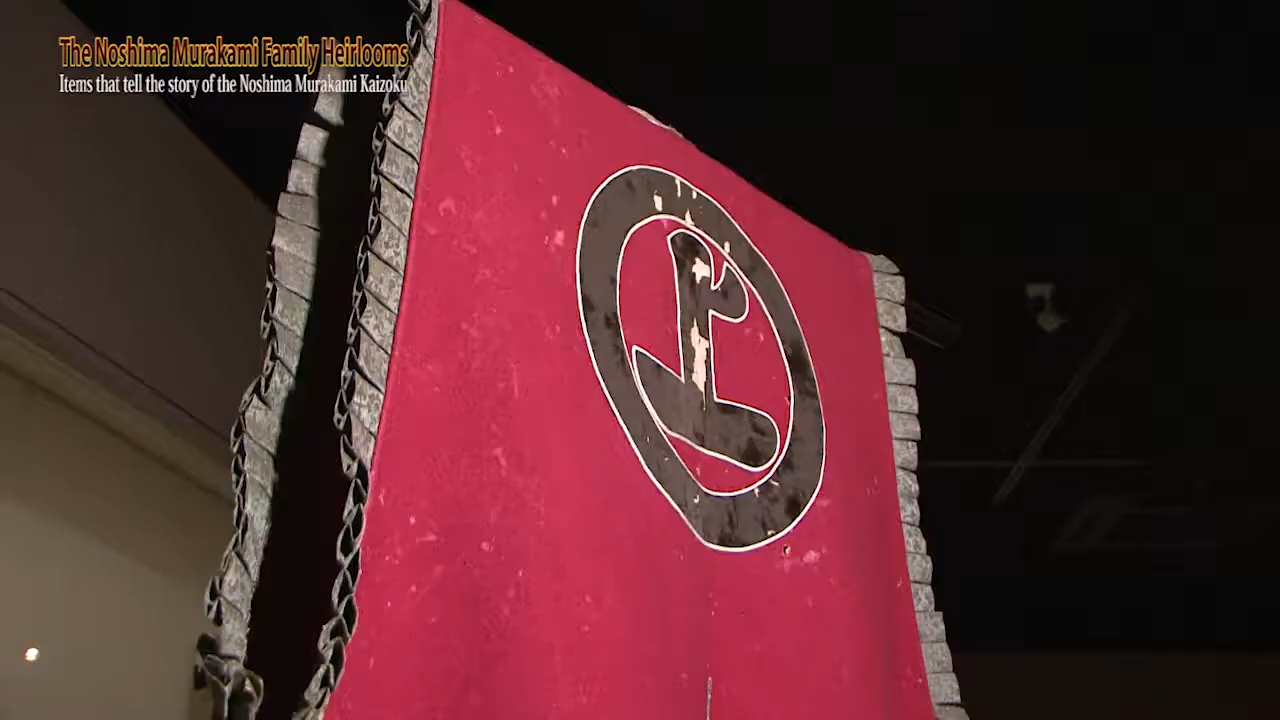 The Noshima Murakami Family Heirlooms
Items that tell the story of the Noshima Murakami Kaizoku
上